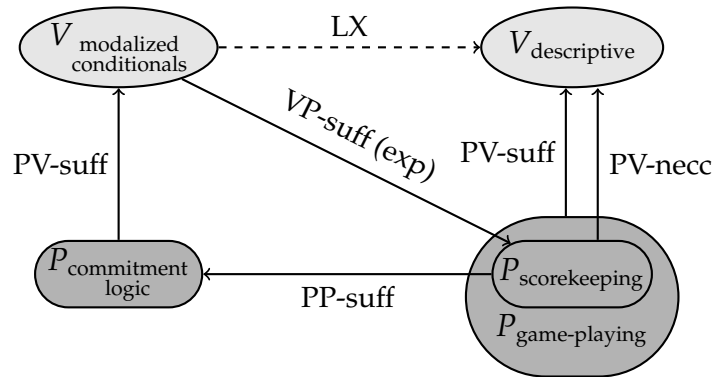 V modalized conditionals
LX
V descriptive
VP-suff (exp)
PV-suff
PV-suff
PV-necc
P commitment logic
PP-suff
P scorekeeping
P game-playing